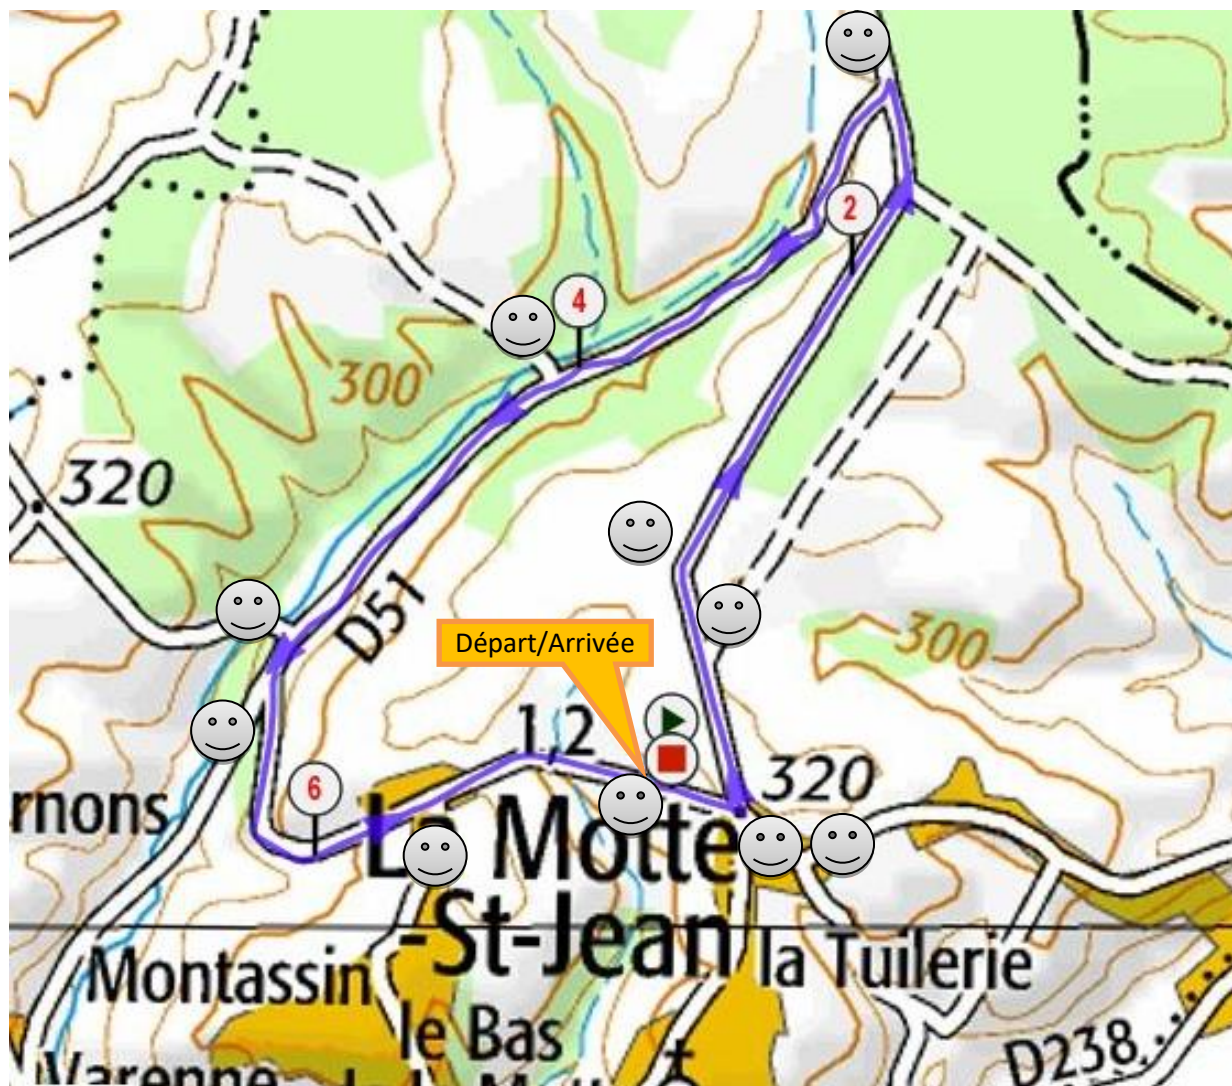 2
4
300
320
D51
Départ/Arrivée
300
1,2
320
6
rnons
La Motte
-St-Jean
la Tuilerie
Montassin
le Bas
D238
Varenne